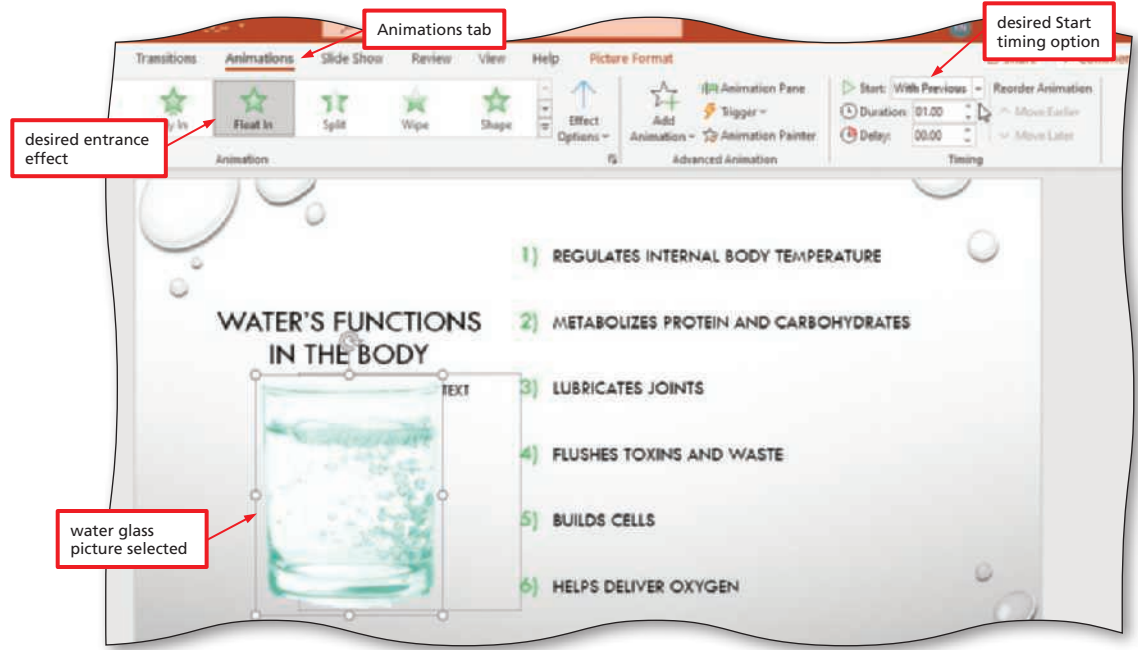 Animations tab
desired Start
timing option
Transitions Animations Slide Show Review View Help Picture Format
desired entrance
effect
Float In Split Wipe Shape
Effect
Options
Add
Animation
Animation Pane
Trigger
Animation Painter
Start: With Previous
Duration: 01.00
Delay: 00.00
Reorder Animation
Move Earlier
Move Later
Animation Advanced Animation Timing
WATER'S FUNCTIONS
IN THE BODY
TEXT
1) REGULATES INTERNAL BODY TEMPERATURE
2) METABOLIZES PROTEIN AND CARBOHYDRATES
3) LUBRICATES JOINTS
4) FLUSHES TOXINS AND WASTE
5) BUILDS CELLS
6) HELPS DELIVER OXYGEN
water glass
picture selected